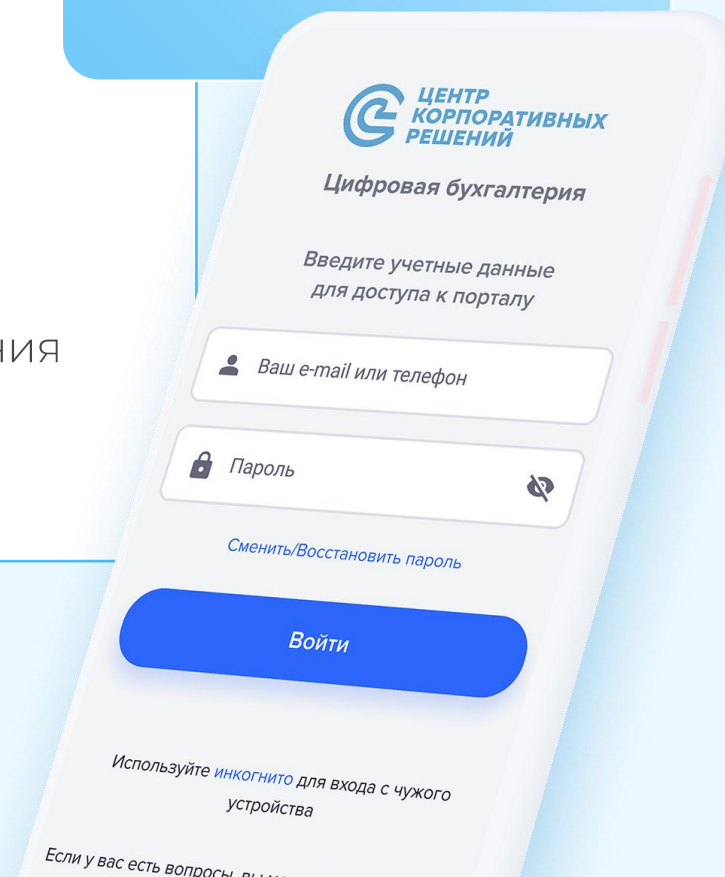 ЦЕНТР
КОРПОРАТИВНЫХ
РЕШЕНИЙ
Цифровая бухгалтерия
Введите учетные данные
для доступа к порталу
Ваш e-mail или телефон
Пароль
Сменить/Восстановить пароль
Войти
Используйте инкогнито для входа с чужого
устройства
Если у вас есть вопросы,